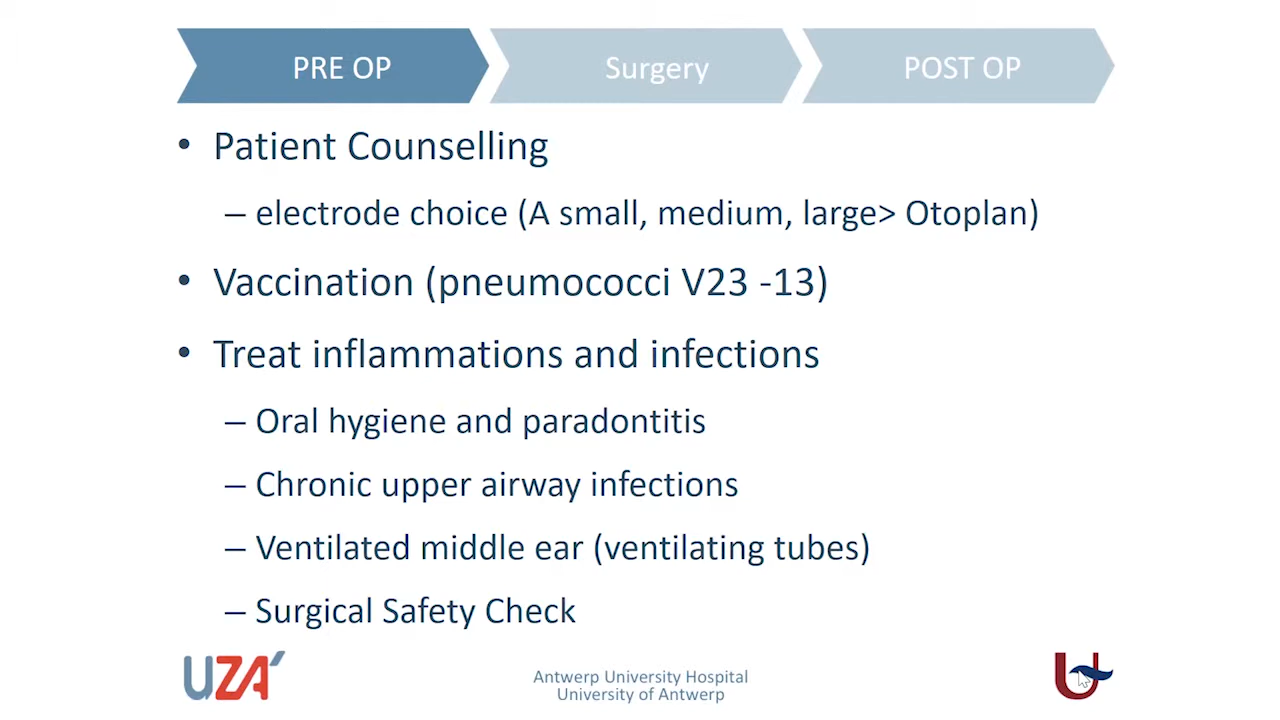 PRE OP
Surgery
POST OP
• Patient Counselling
– electrode choice (A small, medium, large> Otoplan)
• Vaccination (pneumococci V23 -13)
• Treat inflammations and infections
– Oral hygiene and paradontitis
– Chronic upper airway infections
– Ventilated middle ear (ventilating tubes)
– Surgical Safety Check
UZA
Antwerp University Hospital
University of Antwerp
U